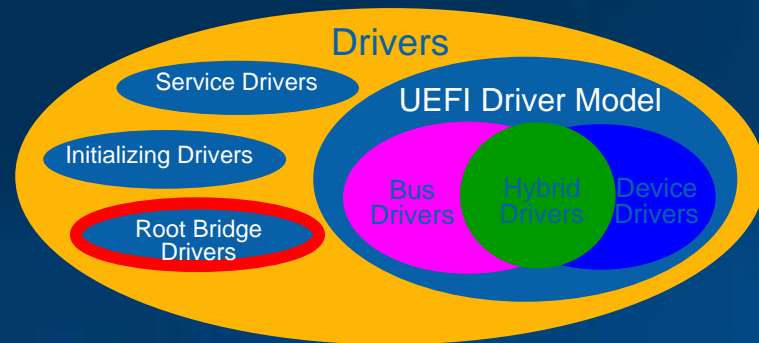 Drivers
Service Drivers
UEFI Driver Model
Initializing Drivers
Bus
Drivers
Hybrid
Drivers
Device
Drivers
Root Bridge
Drivers